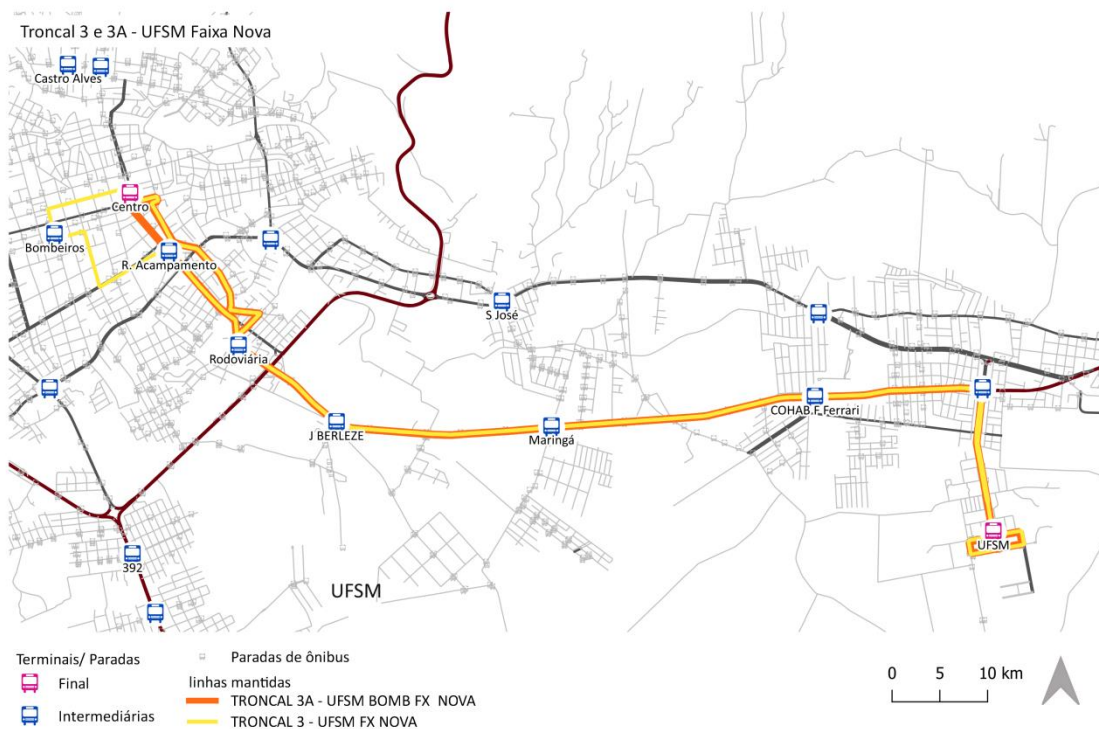 Troncal 3 e 3A - UFSM Faixa Nova
Castro Alves
Centro
Bombeiros
R. Acampamento
S José
Rodoviária
COHAB.F.Ferrari
J BERLEZE
Maringá
UFSM
392
UFSM
Terminais/ Paradas
Final
Intermediárias
Paradas de ônibus
linhas mantidas
TRONCAL 3A - UFSM BOMB FX NOVA
TRONCAL 3 - UFSM FX NOVA
0 5 10 km